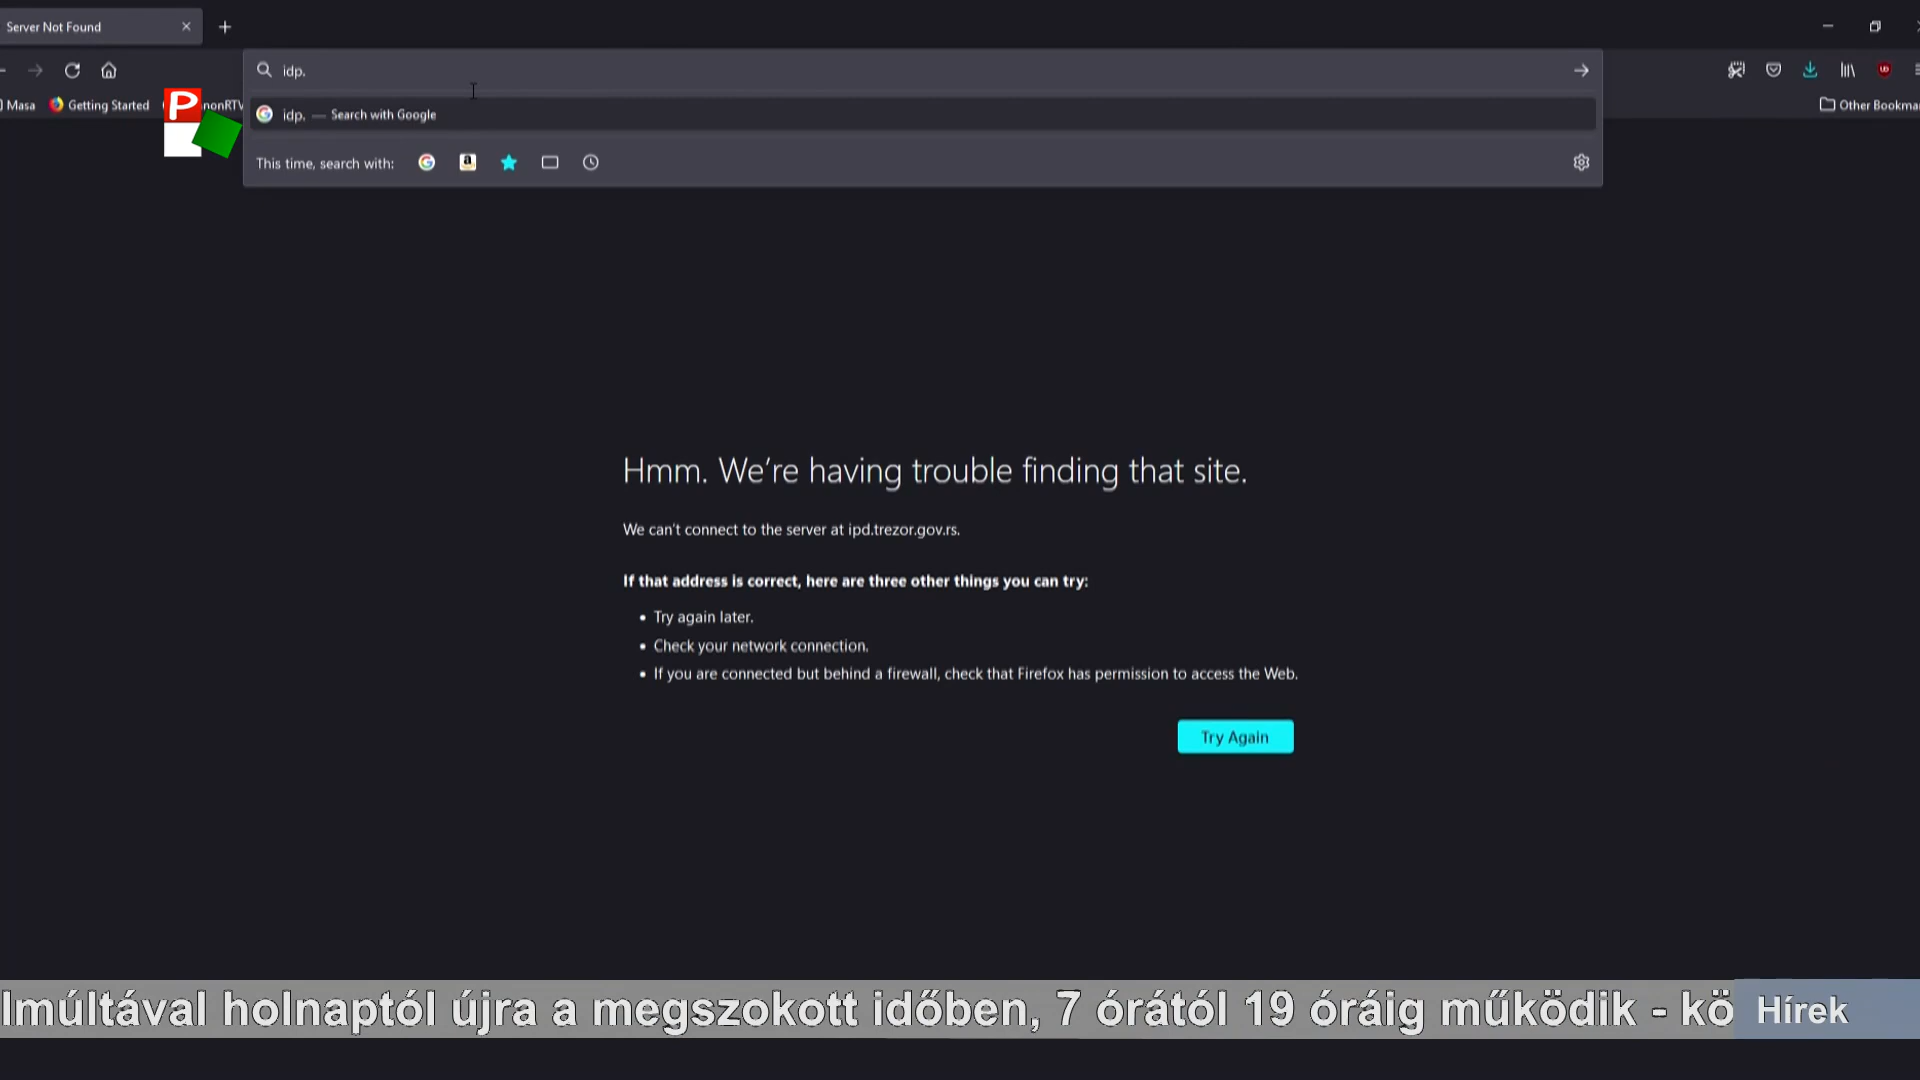 Server Not Found
idp.
Masa
Getting Started
nonRTV
Other Bookma
P
idp. — Search with Google
This time, search with:
Hmm. We're having trouble finding that site.
We can't connect to the server at ipd.trezor.gov.rs.
If that address is correct, here are three other things you can try:
• Try again later.
• Check your network connection.
• If you are connected but behind a firewall, check that Firefox has permission to access the Web.
Try Again
lmúltával holnaptól újra a megszokott időben, 7 órától 19 óráig működik - kö
Hírek